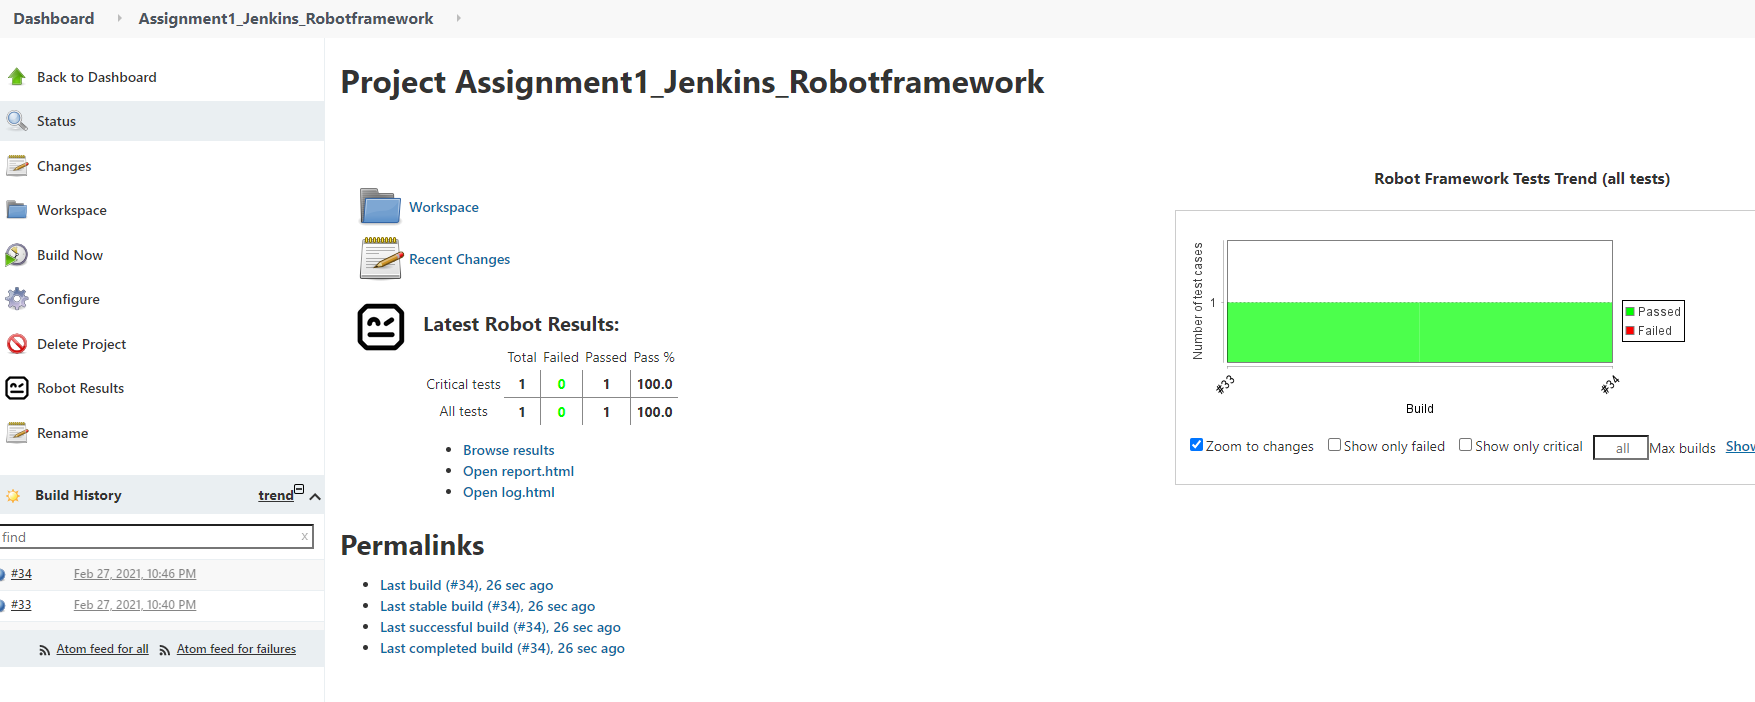 Dashboard
Assignment1_Jenkins_Robotframework
Back to Dashboard
Status
Changes
Workspace
Build Now
Configure
Delete Project
Robot Results
Rename
Build History
trend
find
x
#34 Feb 27, 2021, 10:46 PM
#33 Feb 27, 2021, 10:40 PM
Atom feed for all Atom feed for failures
Project Assignment1_Jenkins_Robotframework
Workspace
Recent Changes
Latest Robot Results:
Total Failed Passed Pass %
Critical tests 1 0 1 100.0
All tests 1 0 1 100.0
Browse results
Open report.html
Open log.html
Permalinks
Last build (#34), 26 sec ago
Last stable build (#34), 26 sec ago
Last successful build (#34), 26 sec ago
Last completed build (#34), 26 sec ago
Robot Framework Tests Trend (all tests)
Number of test cases
1
Passed
Failed
#33
#34
Build
Zoom to changes Show only failed Show only critical all Max builds Show